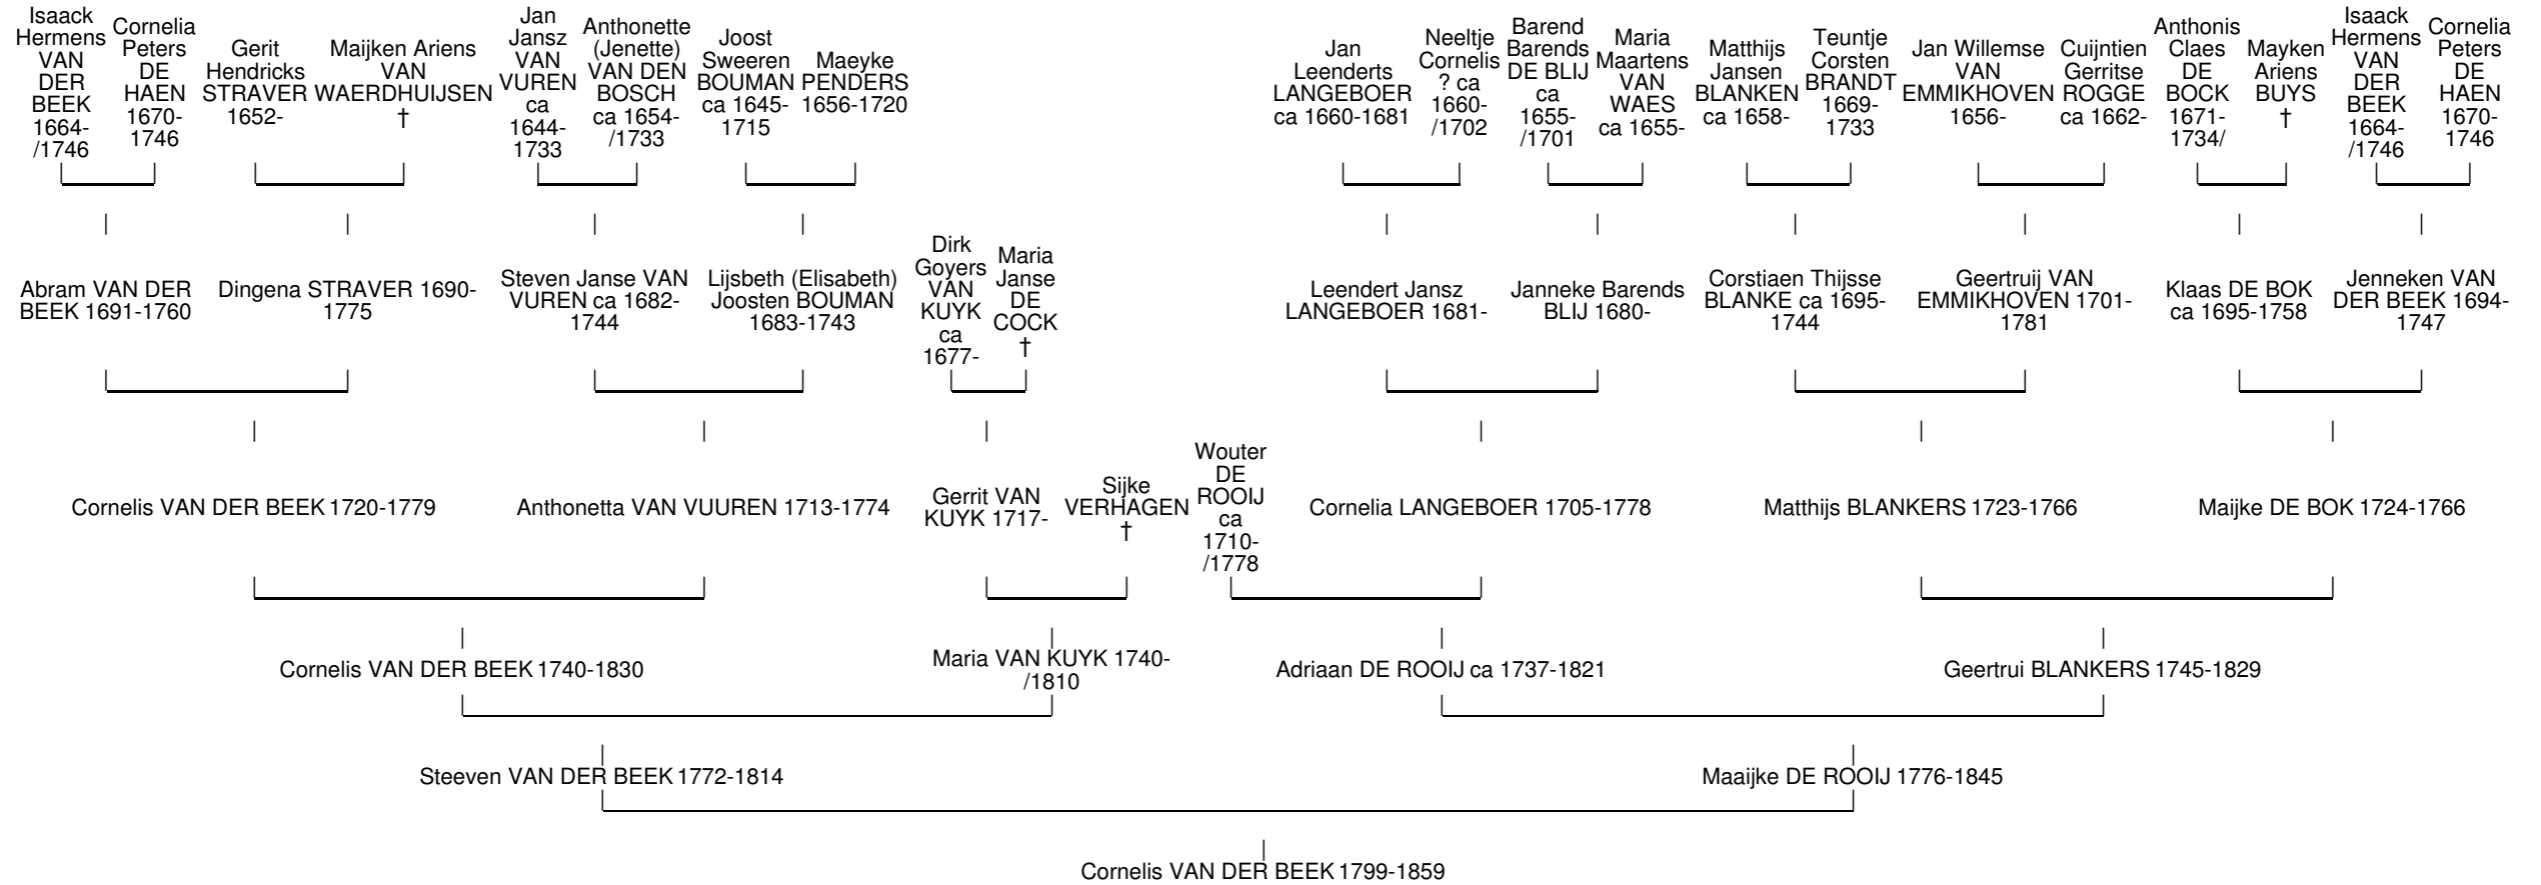 Isaack
Hermens
VAN
DER
BEEK
1664-
/1746
Cornelia
Peters
DE
HAEN
1670-
1746
Gerit
Hendricks
STRAVER
1652-
Maijken Ariens
VAN
WAERDHUIJSEN
†
Jan
Jansz
VAN
VUREN
ca
1644-
1733
Anthonette
(Jenette)
VAN DEN
BOSCH
ca 1654-
/1733
Joost
Sweeren
BOUMAN
ca 1645-
1715
Maeyke
PENDERS
1656-1720
Jan
Leenderts
LANGEBOER
ca 1660-1681
Neeltje
Cornelis
? ca
1660-
/1702
Barend
Barends
DE BLIJ
ca
1655-
/1701
Maria
Maartens
VAN
WAES
ca 1655-
Matthijs
Jansen
BLANKEN
ca 1658-
Teuntje
Corsten
BRANDT
1669-
1733
Jan Willemse
VAN
EMMIKHOVEN
1656-
Cuijntien
Gerritse
ROGGE
ca 1662-
Anthonis
Claes
DE
BOCK
1671-
1734/
Mayken
Ariens
BUYS
†
Isaack
Hermens
VAN
DER
BEEK
1664-
/1746
Cornelia
Peters
DE
HAEN
1670-
1746
Abram VAN DER
BEEK 1691-1760
Dingena STRAVER 1690-
1775
Steven Janse VAN
VUREN ca 1682-
1744
Lijsbeth (Elisabeth)
Joosten BOUMAN
1683-1743
Dirk
Goyers
VAN
KUYK
ca
1677-
Maria
Janse
DE
COCK
†
Leendert Jansz
LANGEBOER 1681-
Janneke Barends
BLIJ 1680-
Corstiaen Thijsse
BLANKE ca 1695-
1744
Geertruij VAN
EMMIKHOVEN 1701-
1781
Klaas DE BOK
ca 1695-1758
Jenneken VAN
DER BEEK 1694-
1747
Cornelis VAN DER BEEK 1720-1779
Anthonetta VAN VUUREN 1713-1774
Gerrit VAN
KUYK 1717-
Sijke
VERHAGEN
†
Wouter
DE
ROOIJ
ca
1710-
/1778
Cornelia LANGEBOER 1705-1778
Matthijs BLANKERS 1723-1766
Maijke DE BOK 1724-1766
Cornelis VAN DER BEEK 1740-1830
Maria VAN KUYK 1740-
/1810
Adriaan DE ROOIJ ca 1737-1821
Geertrui BLANKERS 1745-1829
Steeven VAN DER BEEK 1772-1814
Maaijke DE ROOIJ 1776-1845
Cornelis VAN DER BEEK 1799-1859